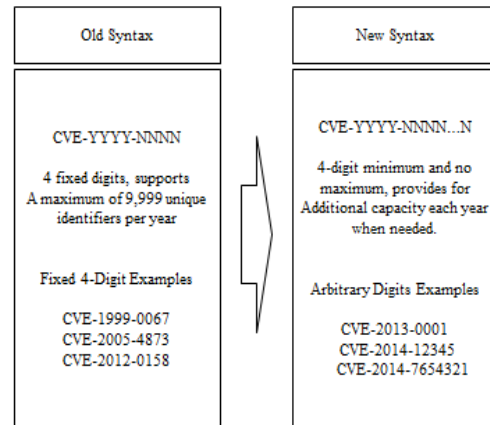 Old Syntax
CVE-YYYY-NNNN
4 fixed digits, supports
A maximum of 9,999 unique
identifiers per year
Fixed 4-Digit Examples
CVE-1999-0067
CVE-2005-4873
CVE-2012-0158
New Syntax
CVE-YYYY-NNNN...N
4-digit minimum and no
maximum, provides for
Additional capacity each year
when needed.
Arbitrary Digits Examples
CVE-2013-0001
CVE-2014-12345
CVE-2014-7654321